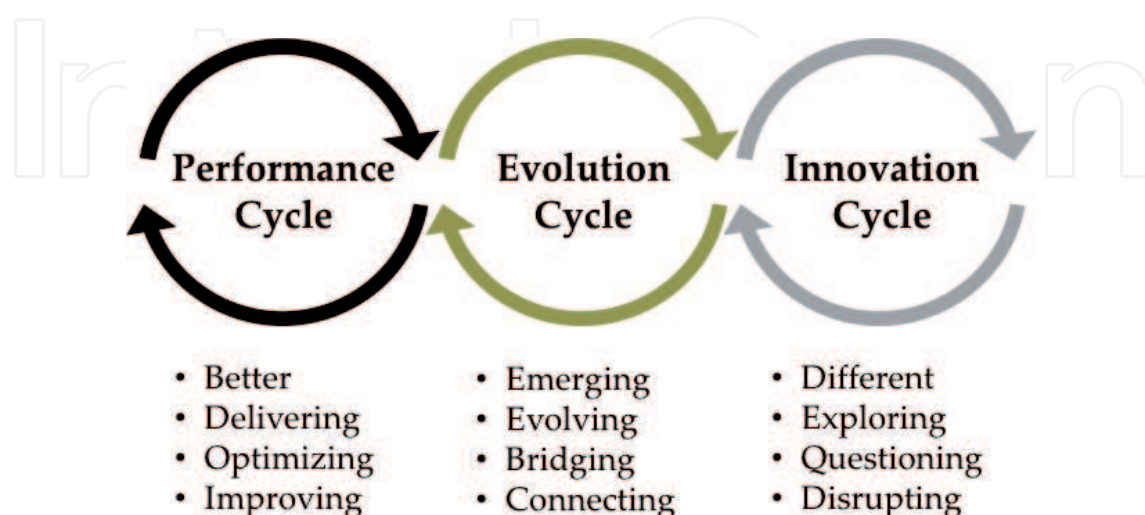 Performance
Cycle
Evolution
Cycle
Innovation
Cycle
• Better
• Delivering
• Optimizing
• Improving
• Emerging
• Evolving
• Bridging
• Connecting
• Different
• Exploring
• Questioning
• Disrupting